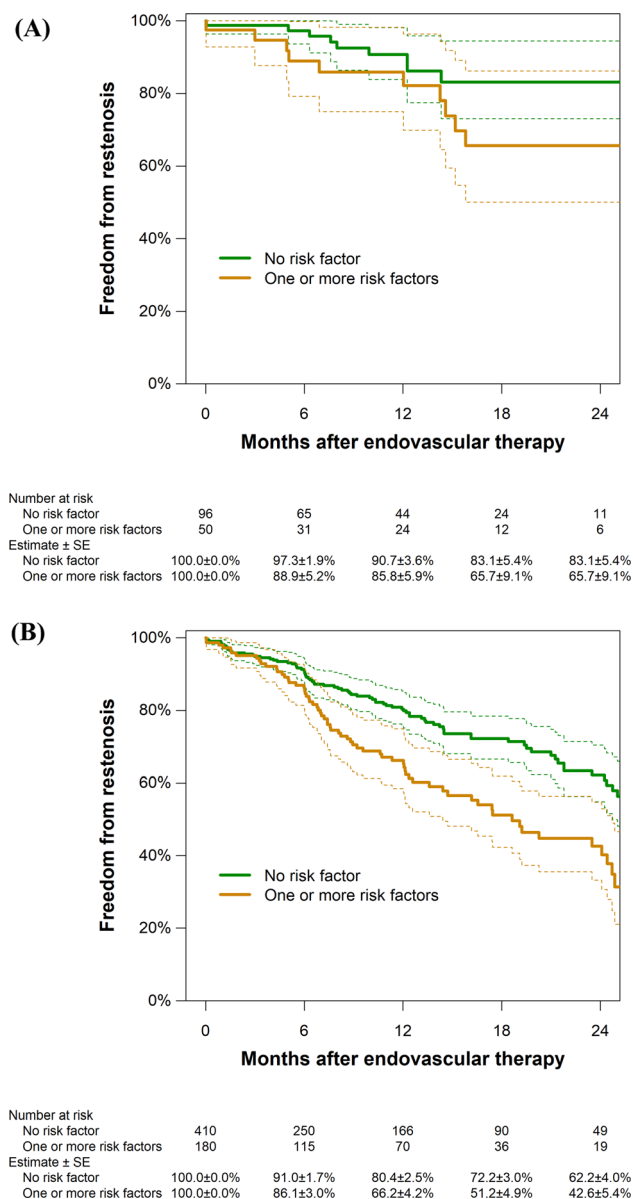 (A)
Freedom from restenosis
100%
80%
60%
40%
20%
0%
No risk factor
One or more risk factors
0 6 12 18 24
Months after endovascular therapy
Number at risk
No risk factor 96 65 44 24 11
One or more risk factors 50 31 24 12 6
Estimate ± SE
No risk factor 100.0±0.0% 97.3±1.9% 90.7±3.6% 83.1±5.4% 83.1±5.4%
One or more risk factors 100.0±0.0% 88.9±5.2% 85.8±5.9% 65.7±9.1% 65.7±9.1%
(B)
Freedom from restenosis
100%
80%
60%
40%
20%
0%
No risk factor
One or more risk factors
0 6 12 18 24
Months after endovascular therapy
Number at risk
No risk factor 410 250 166 90 49
One or more risk factors 180 115 70 36 19
Estimate ± SE
No risk factor 100.0±0.0% 91.0±1.7% 80.4±2.5% 72.2±3.0% 62.2±4.0%
One or more risk factors 100.0±0.0% 86.1±3.0% 66.2±4.2% 51.2±4.9% 42.6±5.4%